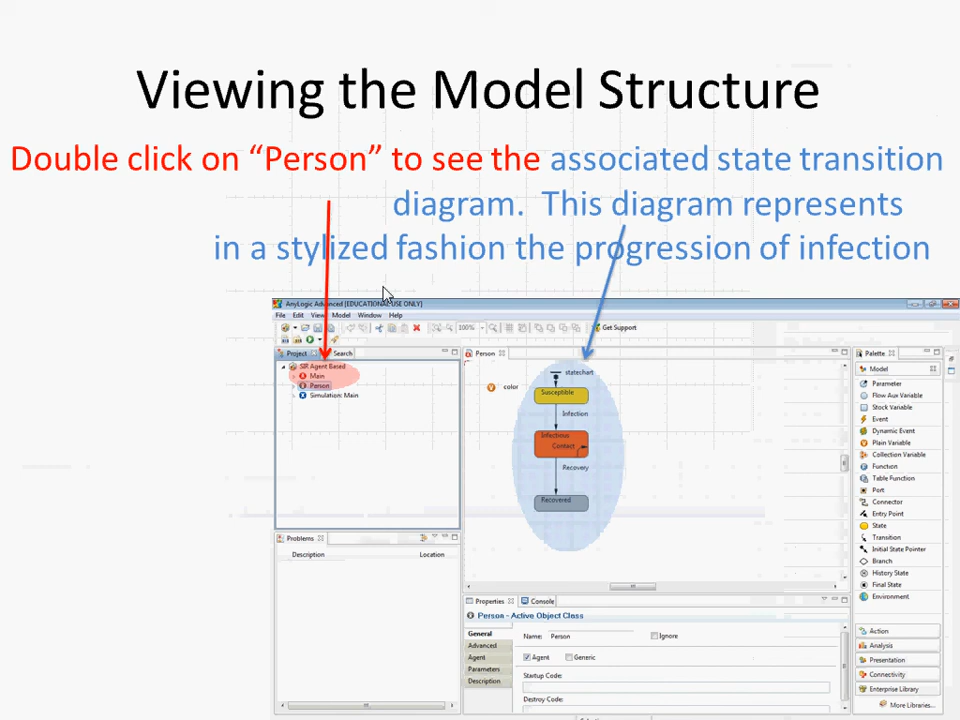 Viewing the Model Structure
Double click on “Person” to see the associated state transition
diagram. This diagram represents
in a stylized fashion the progression of infection
AnyLogic Advanced [EDUCATIONAL USE ONLY]
File Edit View Model Window Help
100% Get Support
Project Search
SIR Agent Based
Main
Person
Simulation: Main
Problems
Description Location
Person
color
statechart
Susceptible
Infection
Infectious
Contact
Recovery
Recovered
Properties Console
Person - Active Object Class
General
Advanced
Agent
Parameters
Description
Name: Person Ignore
Agent Generic
Startup Code:
Destroy Code:
Palette
Model
Parameter
Flow Aux Variable
Stock Variable
Event
Dynamic Event
Plain Variable
Collection Variable
Function
Table Function
Port
Connector
Entry Point
State
Transition
Initial State Pointer
Branch
History State
Final State
Environment
Action
Analysis
Presentation
Connectivity
Enterprise Library
More Libraries...